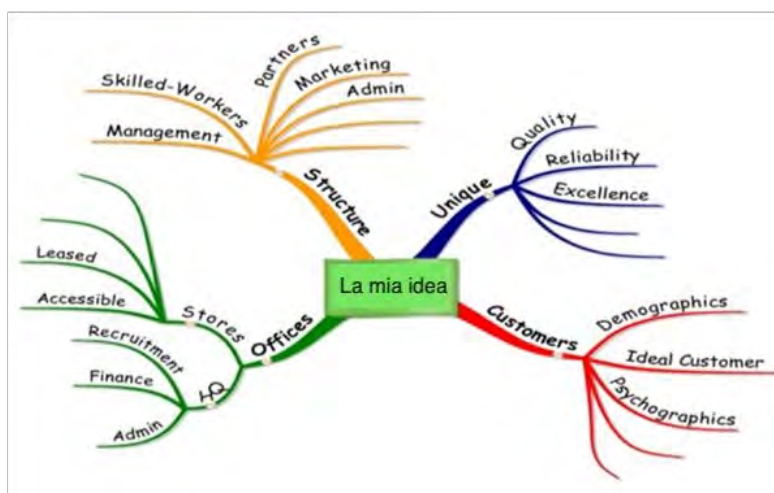 Partners
Marketing
Admin
Skilled-Workers
Management
Structure
Quality
Reliability
Excellence
Unique
La mia idea
Leased
Accessible
Stores
Recruitment
Finance
Admin
HQ
Offices
Customers
Demographics
Ideal Customer
Psychographics